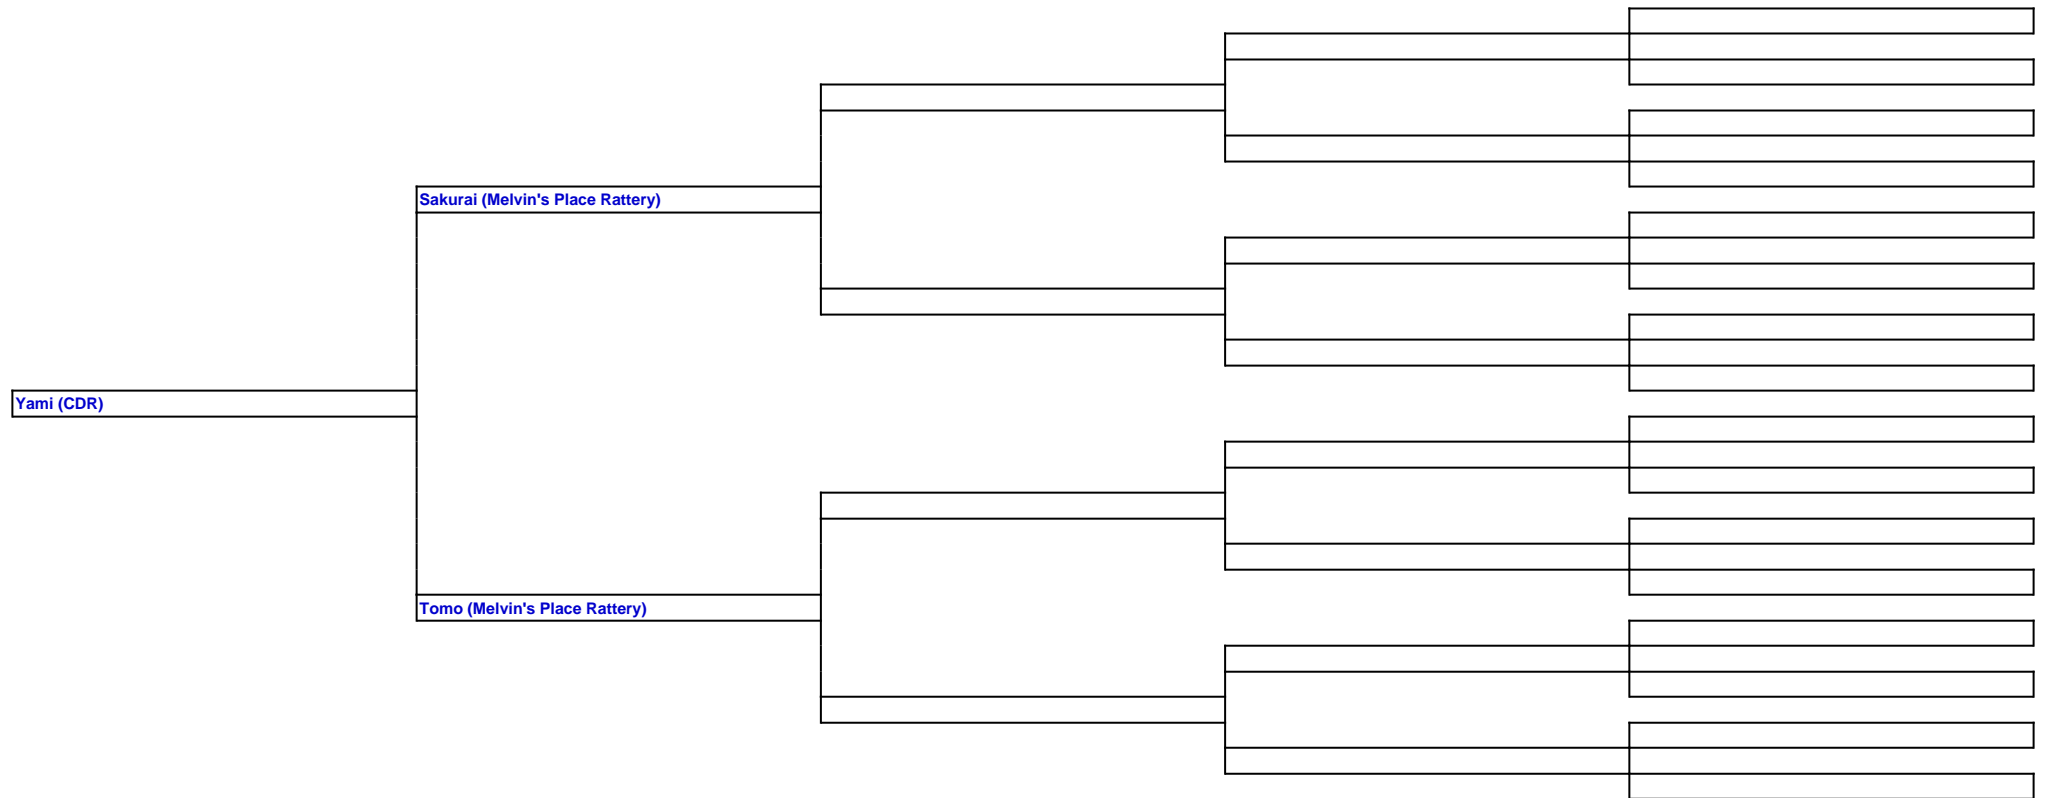 Sakurai (Melvin's Place Rattery)
Yami (CDR)
Tomo (Melvin's Place Rattery)